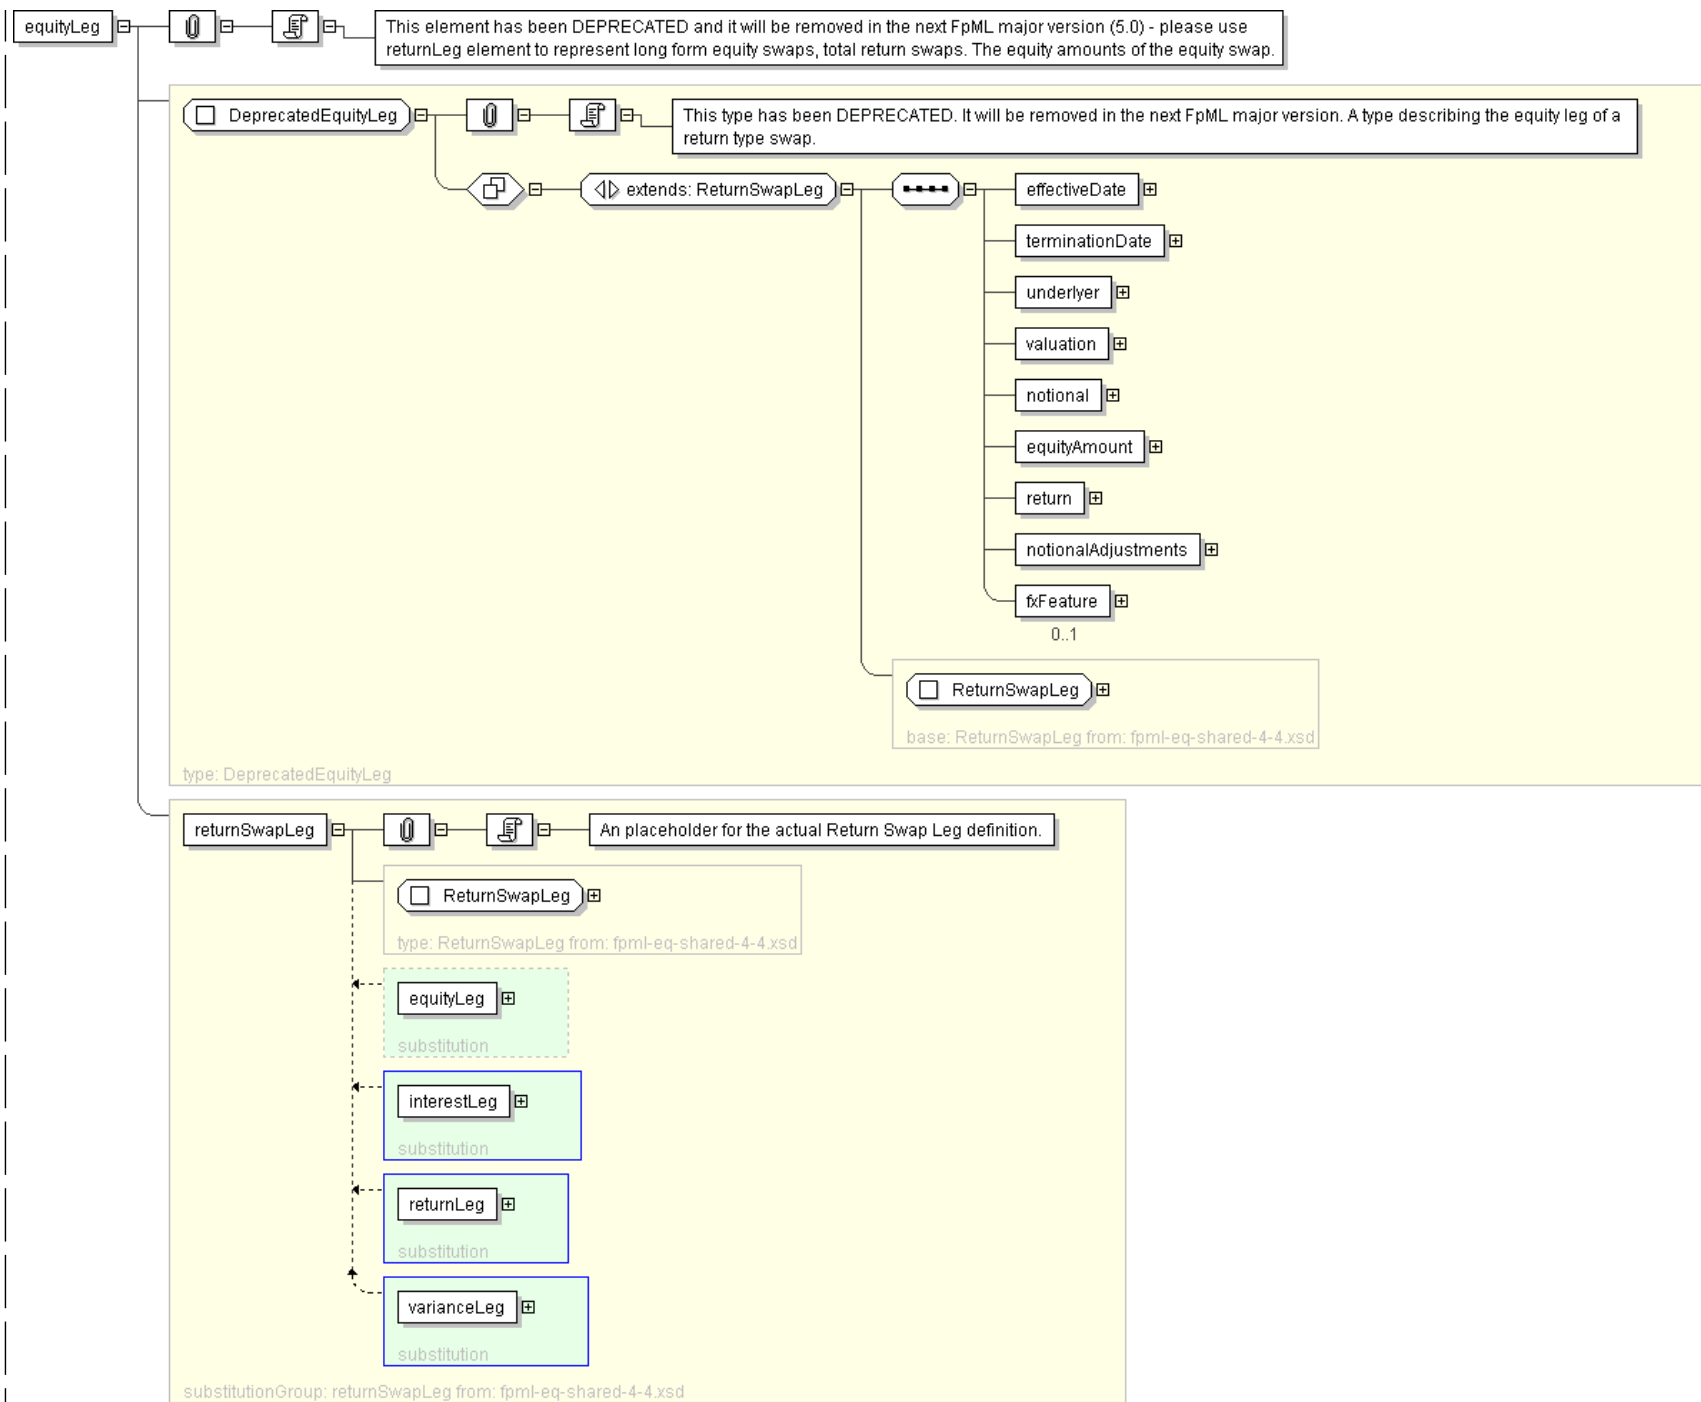 equityLeg
This element has been DEPRECATED and it will be removed in the next FpML major version (5.0) - please use
returnLeg element to represent long form equity swaps, total return swaps. The equity amounts of the equity swap.
DeprecatedEquityLeg
This type has been DEPRECATED. It will be removed in the next FpML major version. A type describing the equity leg of a
return type swap.
extends: ReturnSwapLeg
effectiveDate
terminationDate
underlyer
valuation
notional
equityAmount
return
notionalAdjustments
fxFeature
0..1
ReturnSwapLeg
base: ReturnSwapLeg from: fpml-eq-shared-4-4.xsd
type: DeprecatedEquityLeg
returnSwapLeg
An placeholder for the actual Return Swap Leg definition.
ReturnSwapLeg
type: ReturnSwapLeg from: fpml-eq-shared-4-4.xsd
equityLeg
substitution
interestLeg
substitution
returnLeg
substitution
varianceLeg
substitution
substitutionGroup: returnSwapLeg from: fpml-eq-shared-4-4.xsd